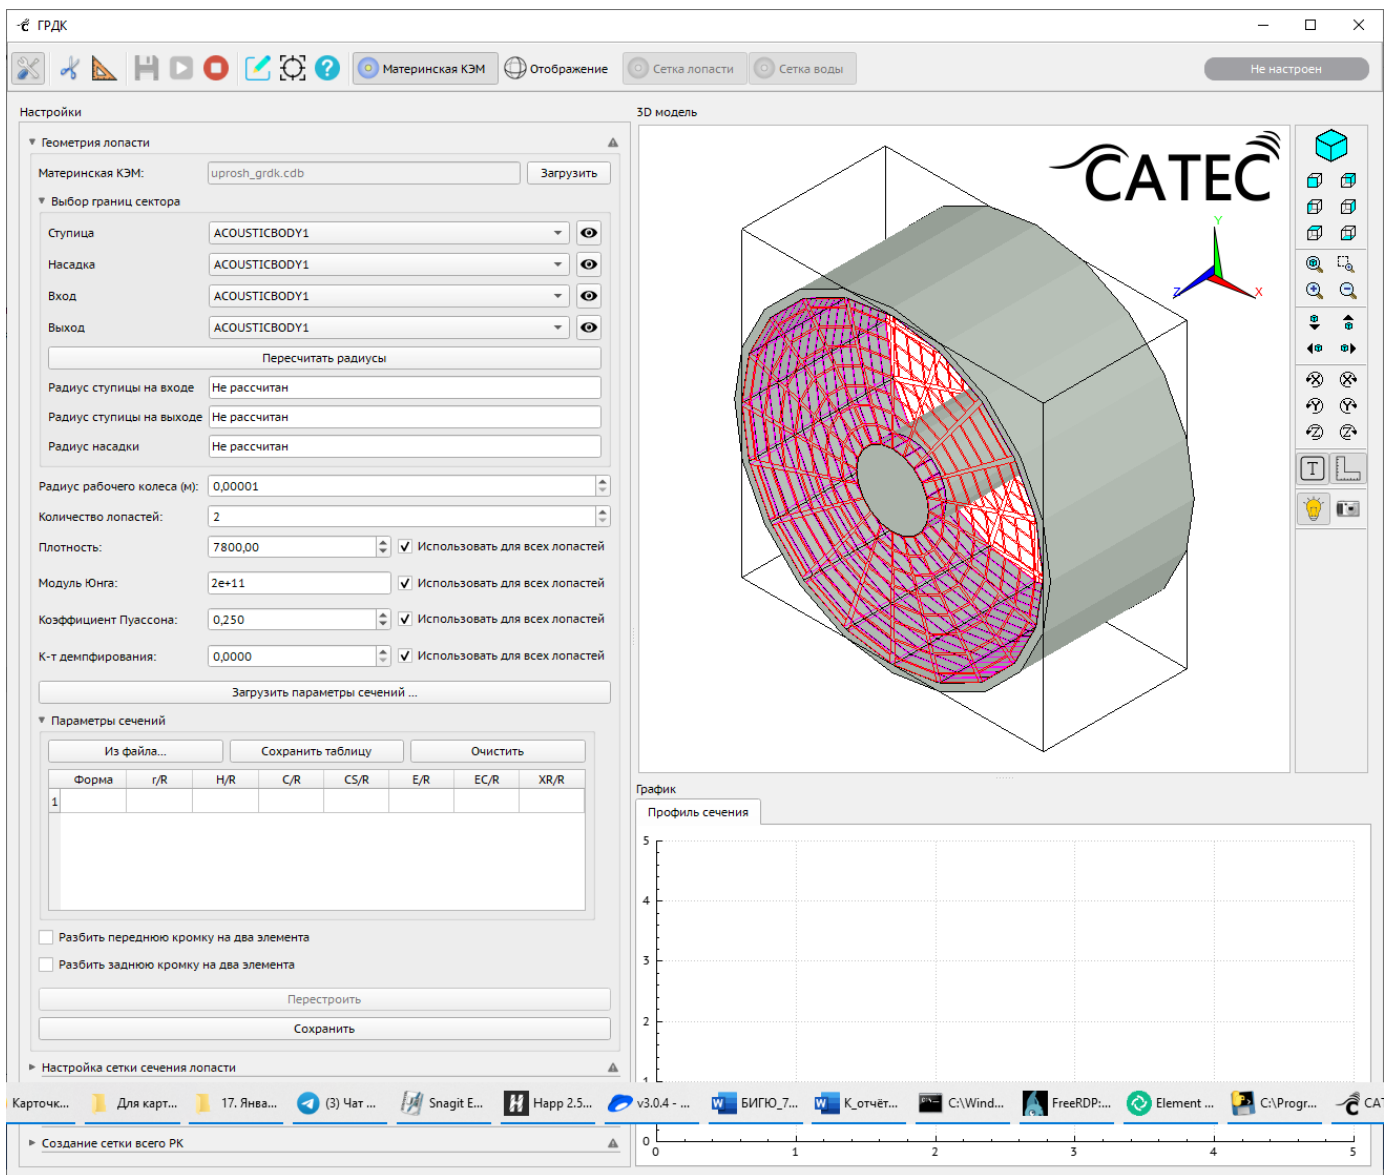 ГРДК
Материнская КЭМ
Отображение
Сетка лопасти
Сетка воды
Не настроен
Настройки
3D модель
Геометрия лопасти
Материнская КЭМ:
uprosh_grdk.cdb
Загрузить
Выбор границ сектора
Ступица
ACOUSTICBODY1
Насадка
ACOUSTICBODY1
Вход
ACOUSTICBODY1
Выход
ACOUSTICBODY1
Пересчитать радиусы
Радиус ступицы на входе
Не рассчитан
Радиус ступицы на выходе
Не рассчитан
Радиус насадки
Не рассчитан
Радиус рабочего колеса (м):
0,00001
Количество лопастей:
2
Плотность:
7800,00
Использовать для всех лопастей
Модуль Юнга:
2e+11
Использовать для всех лопастей
Коэффициент Пуассона:
0,250
Использовать для всех лопастей
К-т демпфирования:
0,0000
Использовать для всех лопастей
Загрузить параметры сечений ...
Параметры сечений
Из файла...
Сохранить таблицу
Очистить
Форма r/R H/R C/R CS/R E/R EC/R XR/R
1
Разбить переднюю кромку на два элемента
Разбить заднюю кромку на два элемента
Перестроить
Сохранить
Настройка сетки сечения лопасти
CATEC
Y
Z
X
X X
Y Y
Z Z
T
График
Профиль сечения
5
4
3
2
1
Карточк...
Для карт...
17. Янва...
(3) Чат ...
Snagit E...
Happ 2.5...
v3.0.4 - ...
БИГЮ_7...
К_отчёт...
C:\Wind...
FreeRDP:...
Element ...
C:\Progr...
CA
Создание сетки всего РК
0
0 1 2 3 4 5